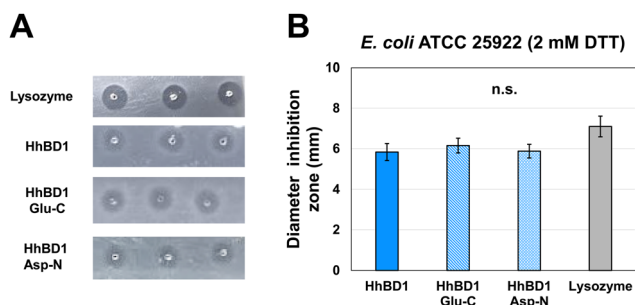 A
Lysozyme
HhBD1
HhBD1
Glu-C
HhBD1
Asp-N
B
E. coli ATCC 25922 (2 mM DTT)
n.s.
Diameter inhibition
zone (mm)
10
8
6
4
2
0
HhBD1
HhBD1
Glu-C
HhBD1
Asp-N
Lysozyme